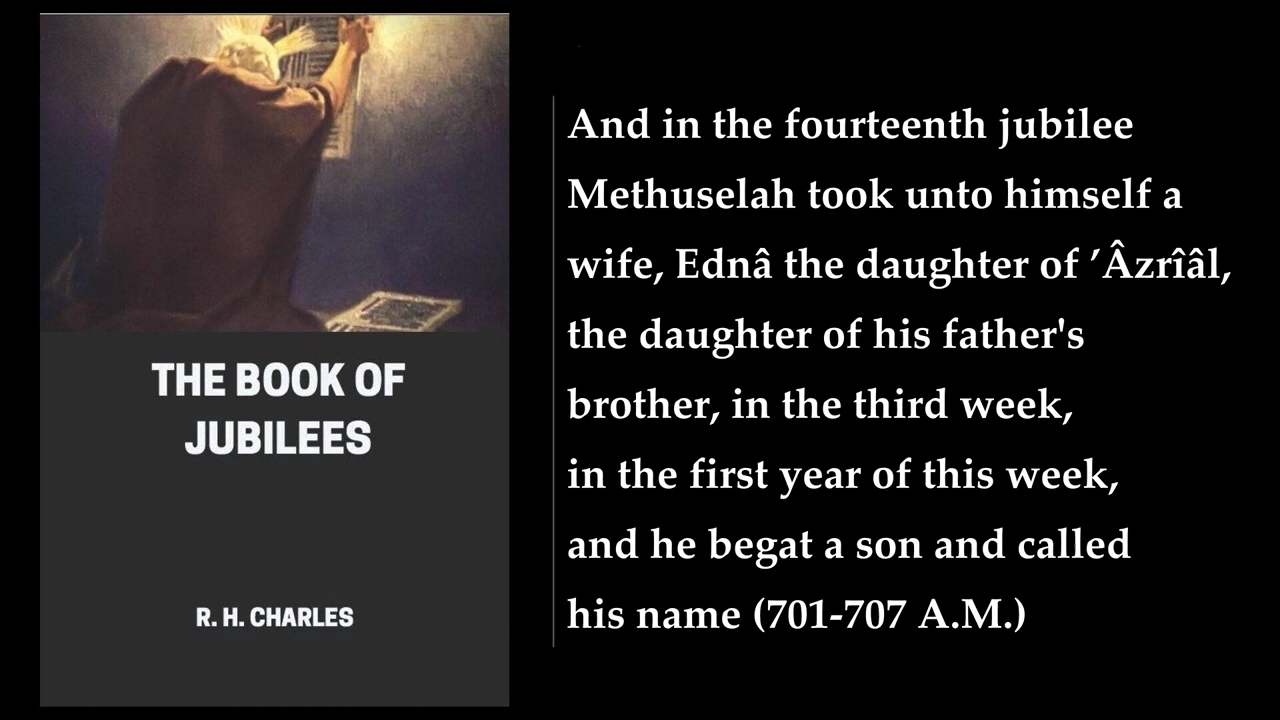 THE BOOK OF
JUBILEES
R. H. CHARLES
And in the fourteenth jubilee
Methuselah took unto himself a
wife, Ednâ the daughter of ’Âzrîâl,
the daughter of his father's
brother, in the third week,
in the first year of this week,
and he begat a son and called
his name (701-707 A.M.)